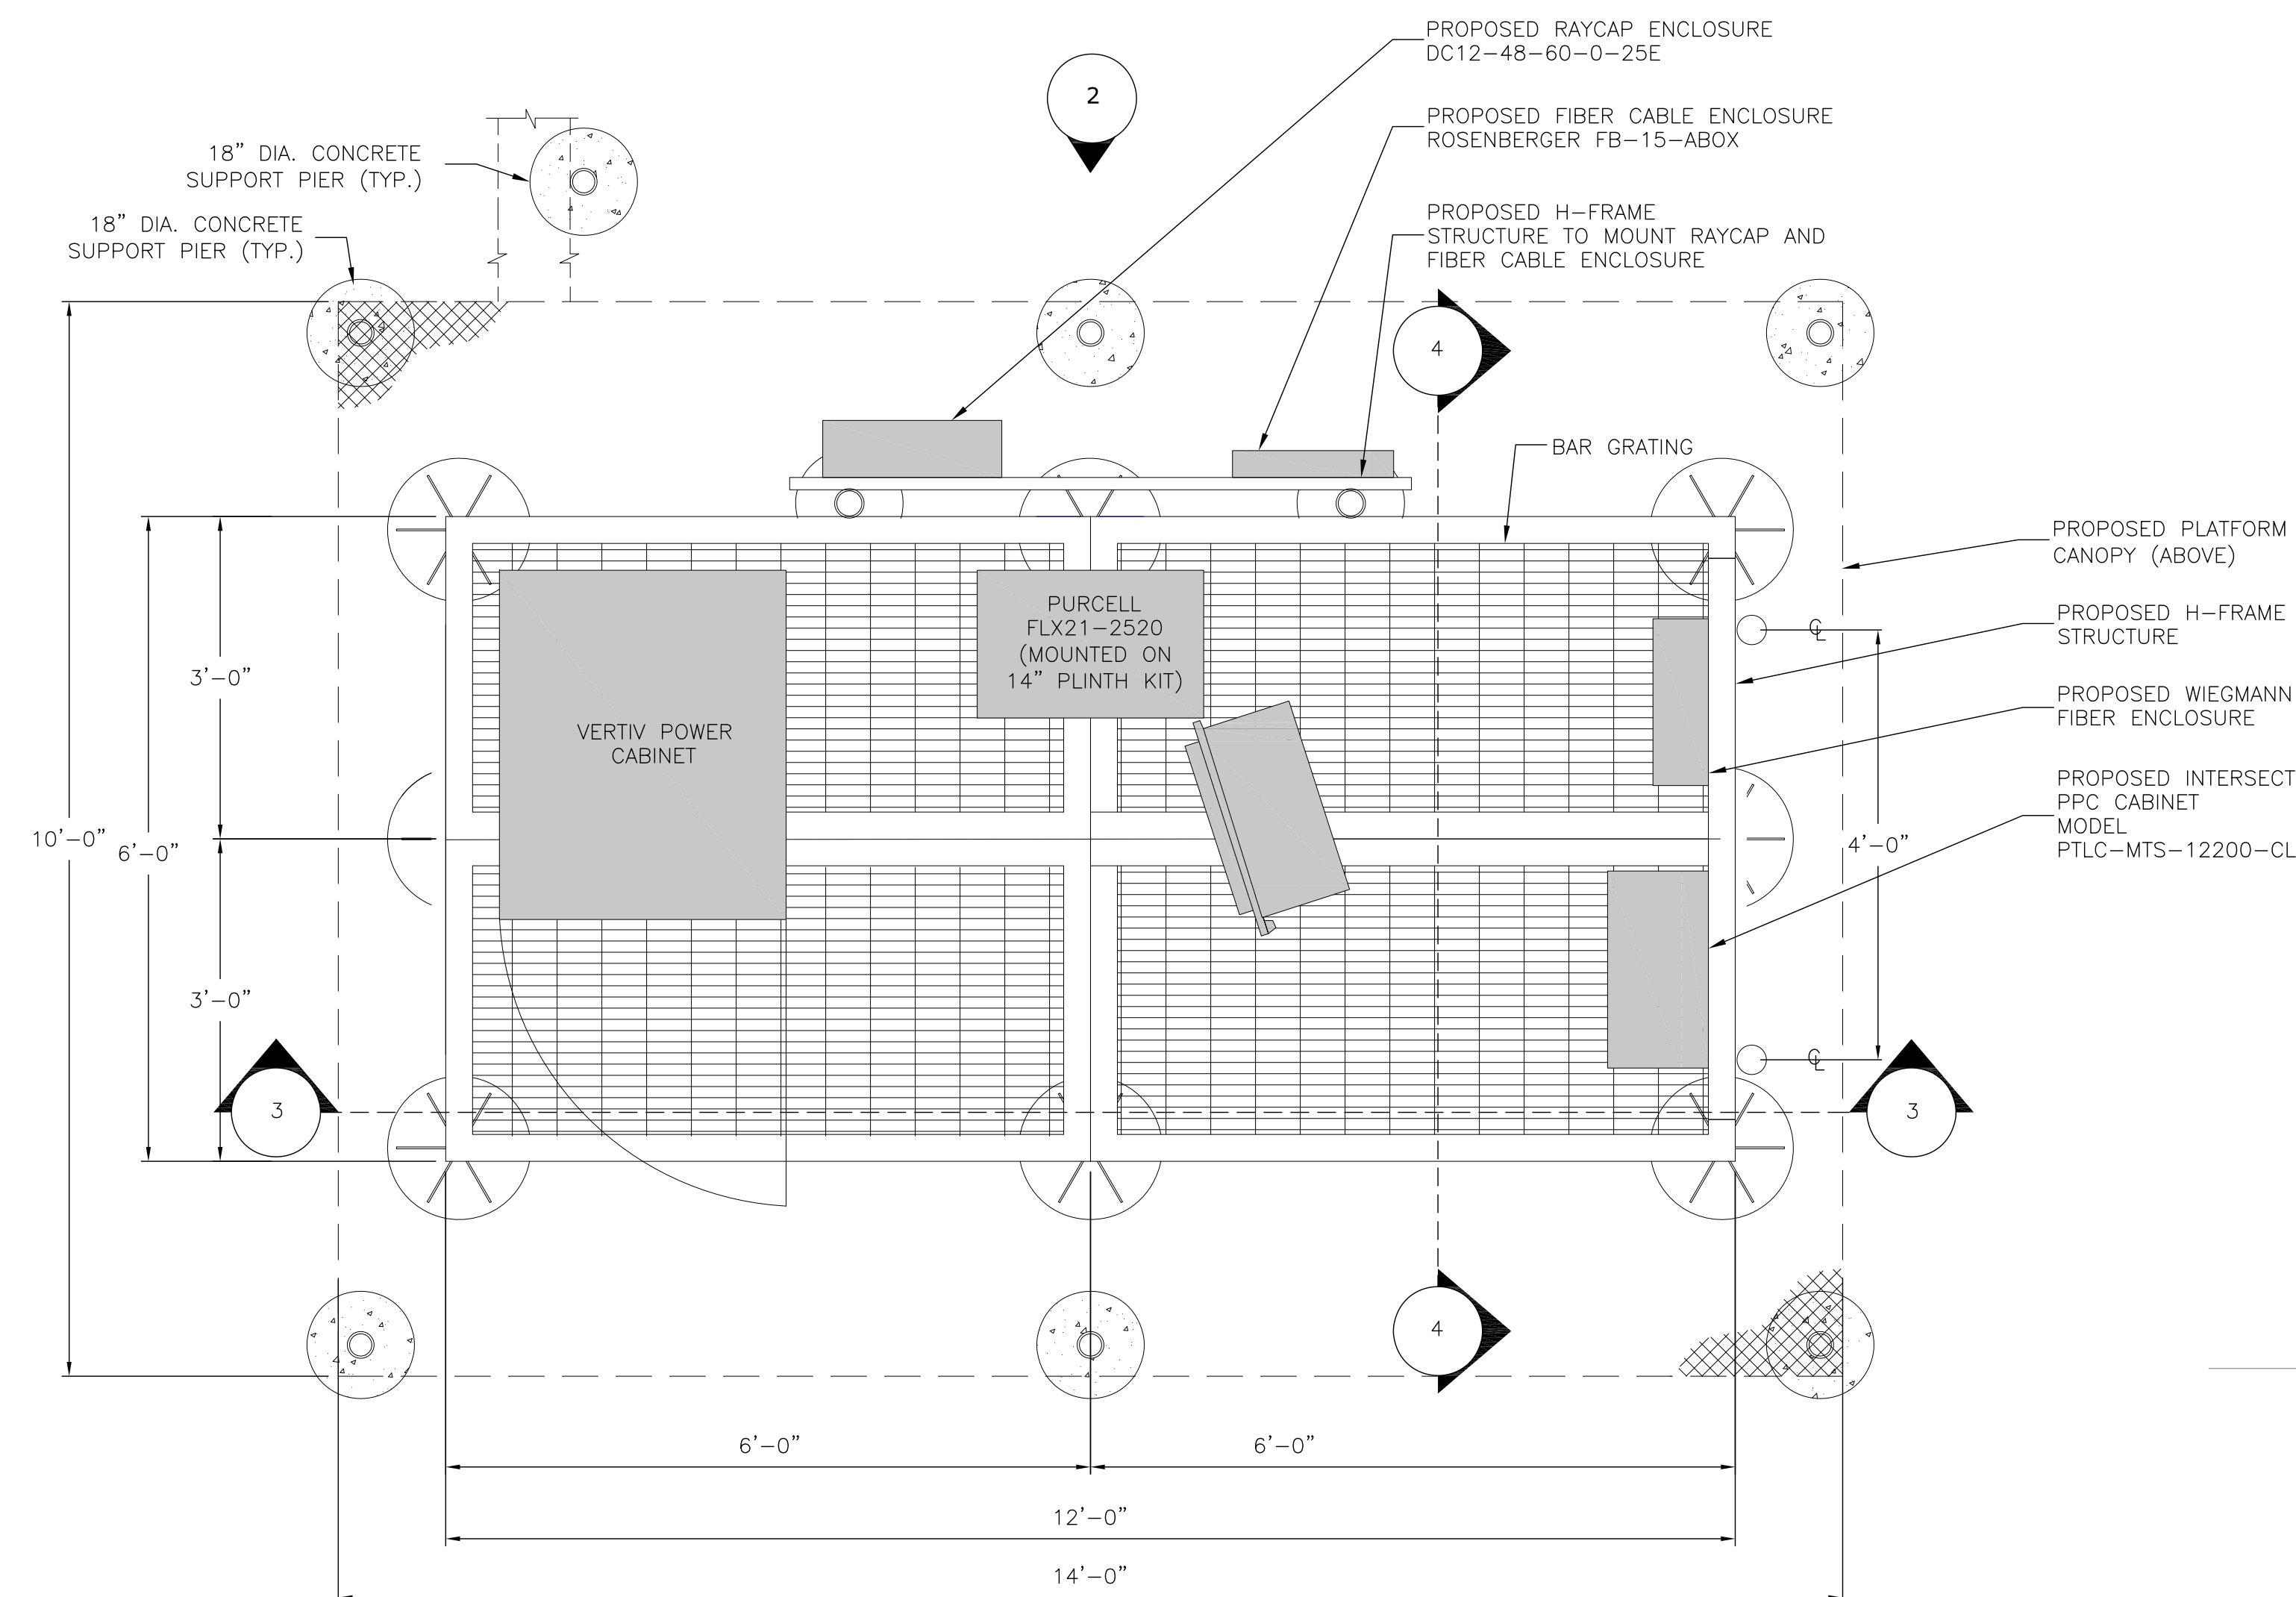 PROPOSED RAYCAP ENCLOSURE
DC12-48-60-0-25E
2
PROPOSED FIBER CABLE ENCLOSURE
ROSENBERGER FB-15-ABOX
18" DIA. CONCRETE
SUPPORT PIER (TYP.)
18" DIA. CONCRETE
SUPPORT PIER (TYP.)
PROPOSED H-FRAME
STRUCTURE TO MOUNT RAYCAP AND
FIBER CABLE ENCLOSURE
4
BAR GRATING
PROPOSED PLATFORM
CANOPY (ABOVE)
PURCELL
FLX21-2520
(MOUNTED ON
14" PLINTH KIT)
PROPOSED H-FRAME
STRUCTURE
CL
3'-0"
PROPOSED WIEGMANN
FIBER ENCLOSURE
VERTIV POWER
CABINET
PROPOSED INTERSECT
PPC CABINET
MODEL
PTLC-MTS-12200-CL
10'-0"
6'-0"
4'-0"
3'-0"
CL
3
3
4
6'-0"
6'-0"
12'-0"
14'-0"